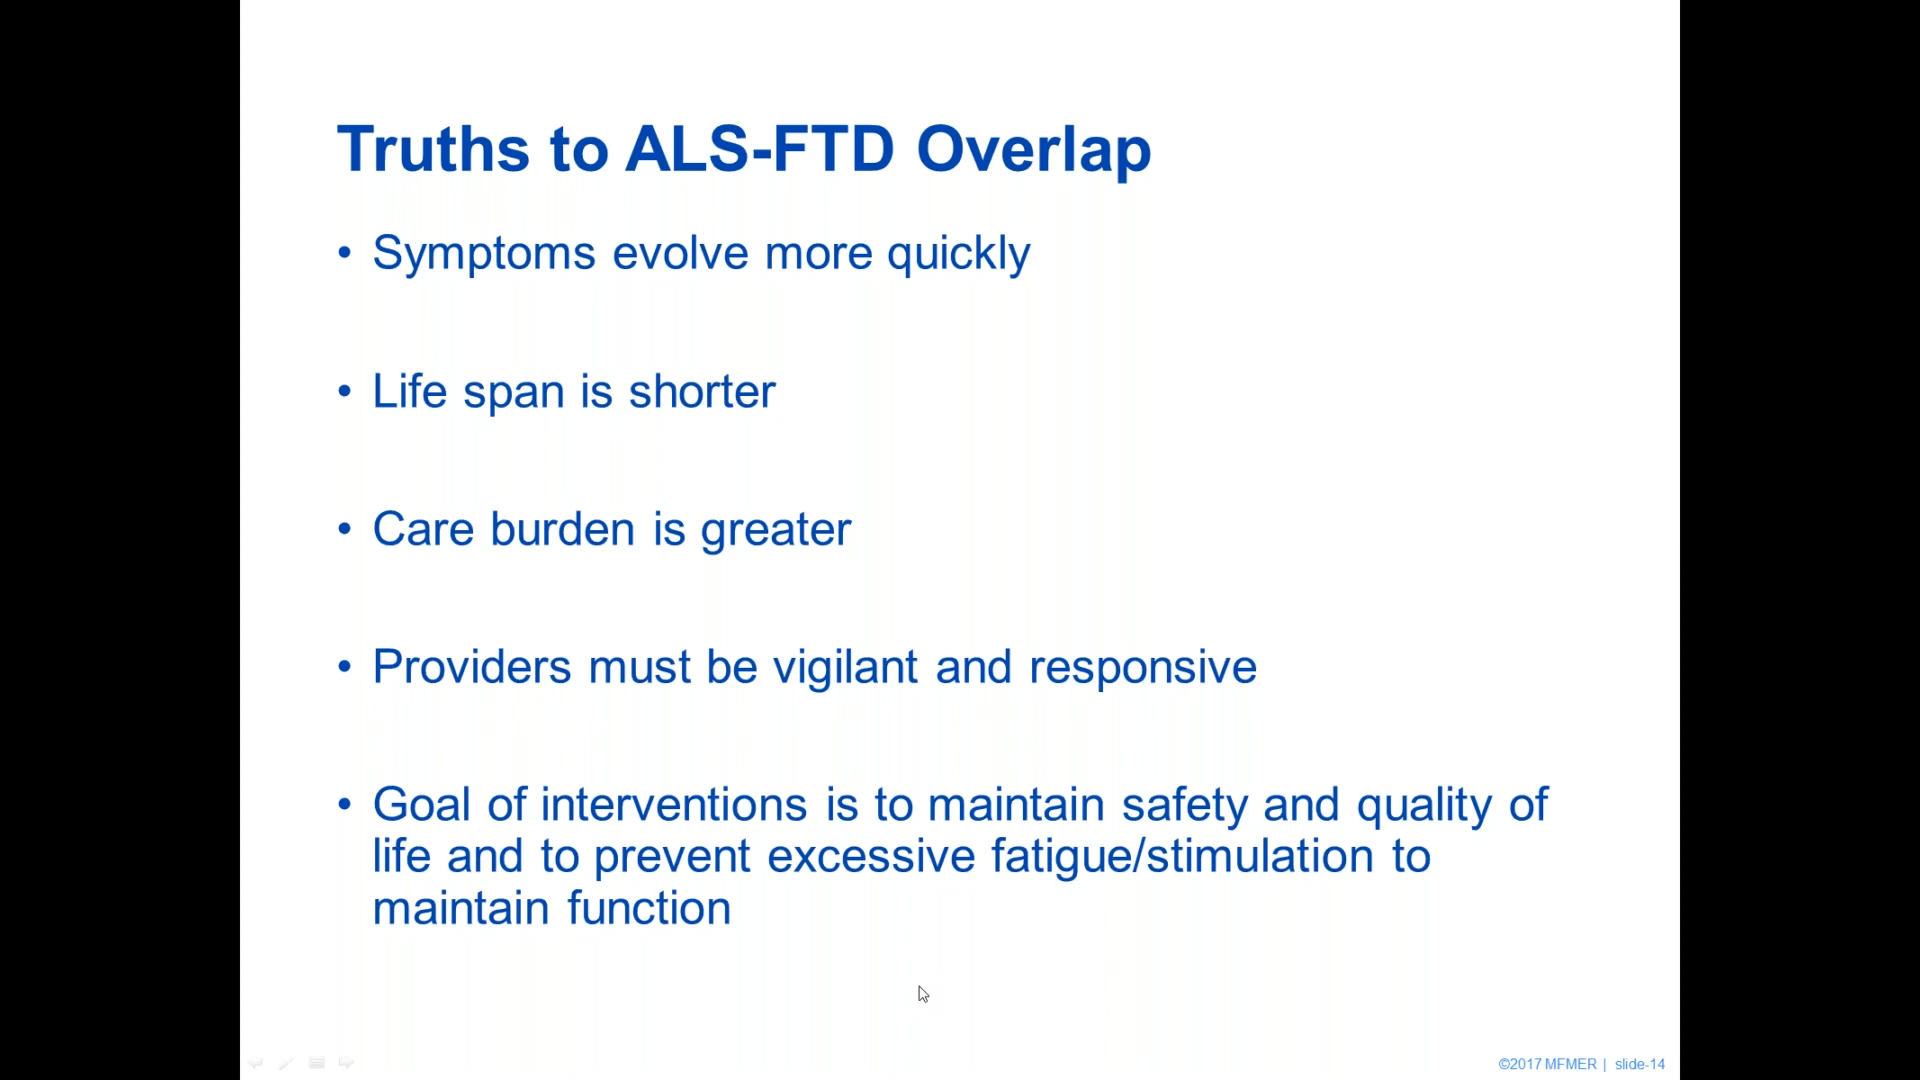 Truths to ALS-FTD Overlap
• Symptoms evolve more quickly
• Life span is shorter
• Care burden is greater
• Providers must be vigilant and responsive
• Goal of interventions is to maintain safety and quality of
life and to prevent excessive fatigue/stimulation to
maintain function
©2017 MFMER | slide-14